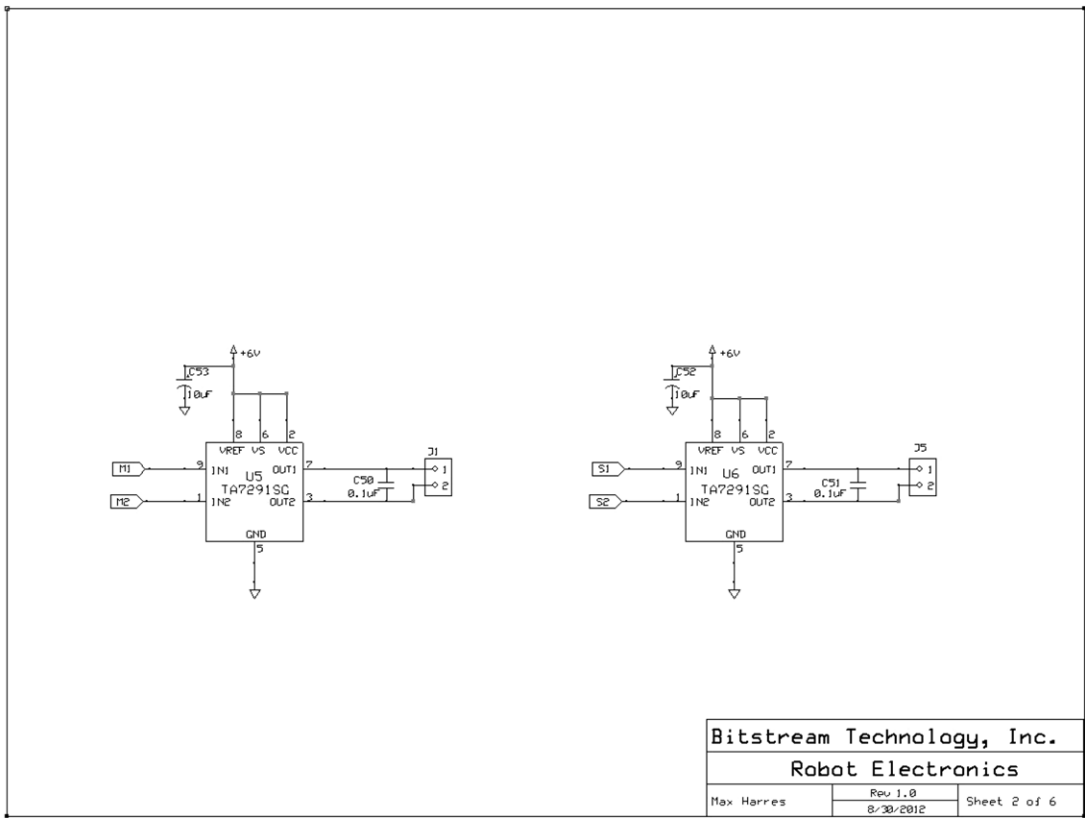 +6V
C53
10uF
8 6 2
VREF VS VCC
M1
9
IN1
OUT1
7
U5
TA7291SG
M2
1
IN2
OUT2
3
GND
5
C50
0.1uF
J1
1
2
+6V
C52
10uF
8 6 2
VREF VS VCC
S1
9
IN1
OUT1
7
U6
TA7291SG
S2
1
IN2
OUT2
3
GND
5
C51
0.1uF
J5
1
2
Bitstream Technology, Inc.
Robot Electronics
Max Harres
Rev 1.0
8/30/2012
Sheet 2 of 6